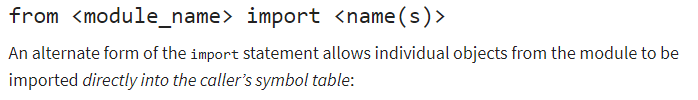 from <module_name> import <name(s)>
An alternate form of the import statement allows individual objects from the module to be
imported directly into the caller’s symbol table: